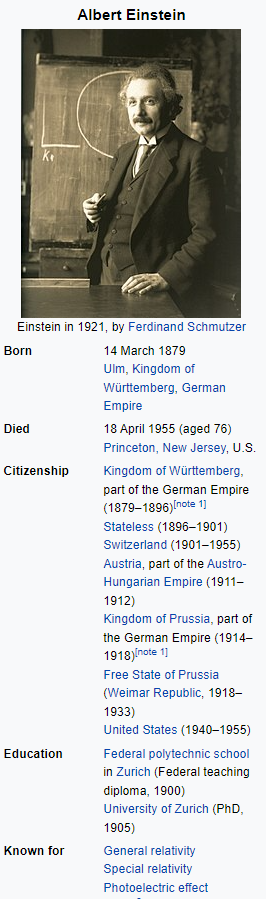 Albert Einstein
K₁
Einstein in 1921, by Ferdinand Schmutzer
Born
14 March 1879
Ulm, Kingdom of
Württemberg, German
Empire
Died
18 April 1955 (aged 76)
Princeton, New Jersey, U.S.
Citizenship
Kingdom of Württemberg,
part of the German Empire
(1879–1896)[note 1]
Stateless (1896–1901)
Switzerland (1901–1955)
Austria, part of the Austro-
Hungarian Empire (1911–
1912)
Kingdom of Prussia, part of
the German Empire (1914–
1918)[note 1]
Free State of Prussia
(Weimar Republic, 1918–
1933)
United States (1940–1955)
Education
Federal polytechnic school
in Zurich (Federal teaching
diploma, 1900)
University of Zurich (PhD,
1905)
Known for
General relativity
Special relativity
Photoelectric effect